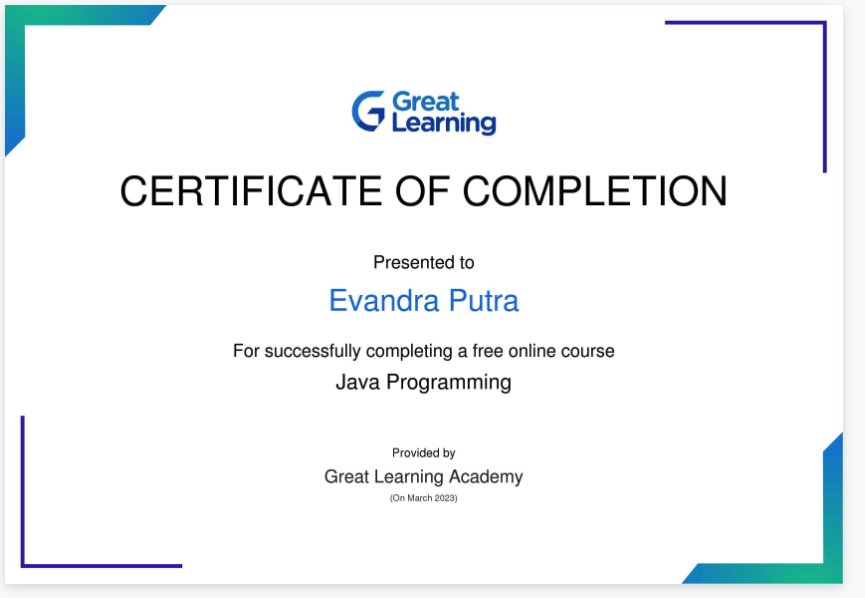 Great
Learning
CERTIFICATE OF COMPLETION
Presented to
Evandra Putra
For successfully completing a free online course
Java Programming
Provided by
Great Learning Academy
(On March 2023)